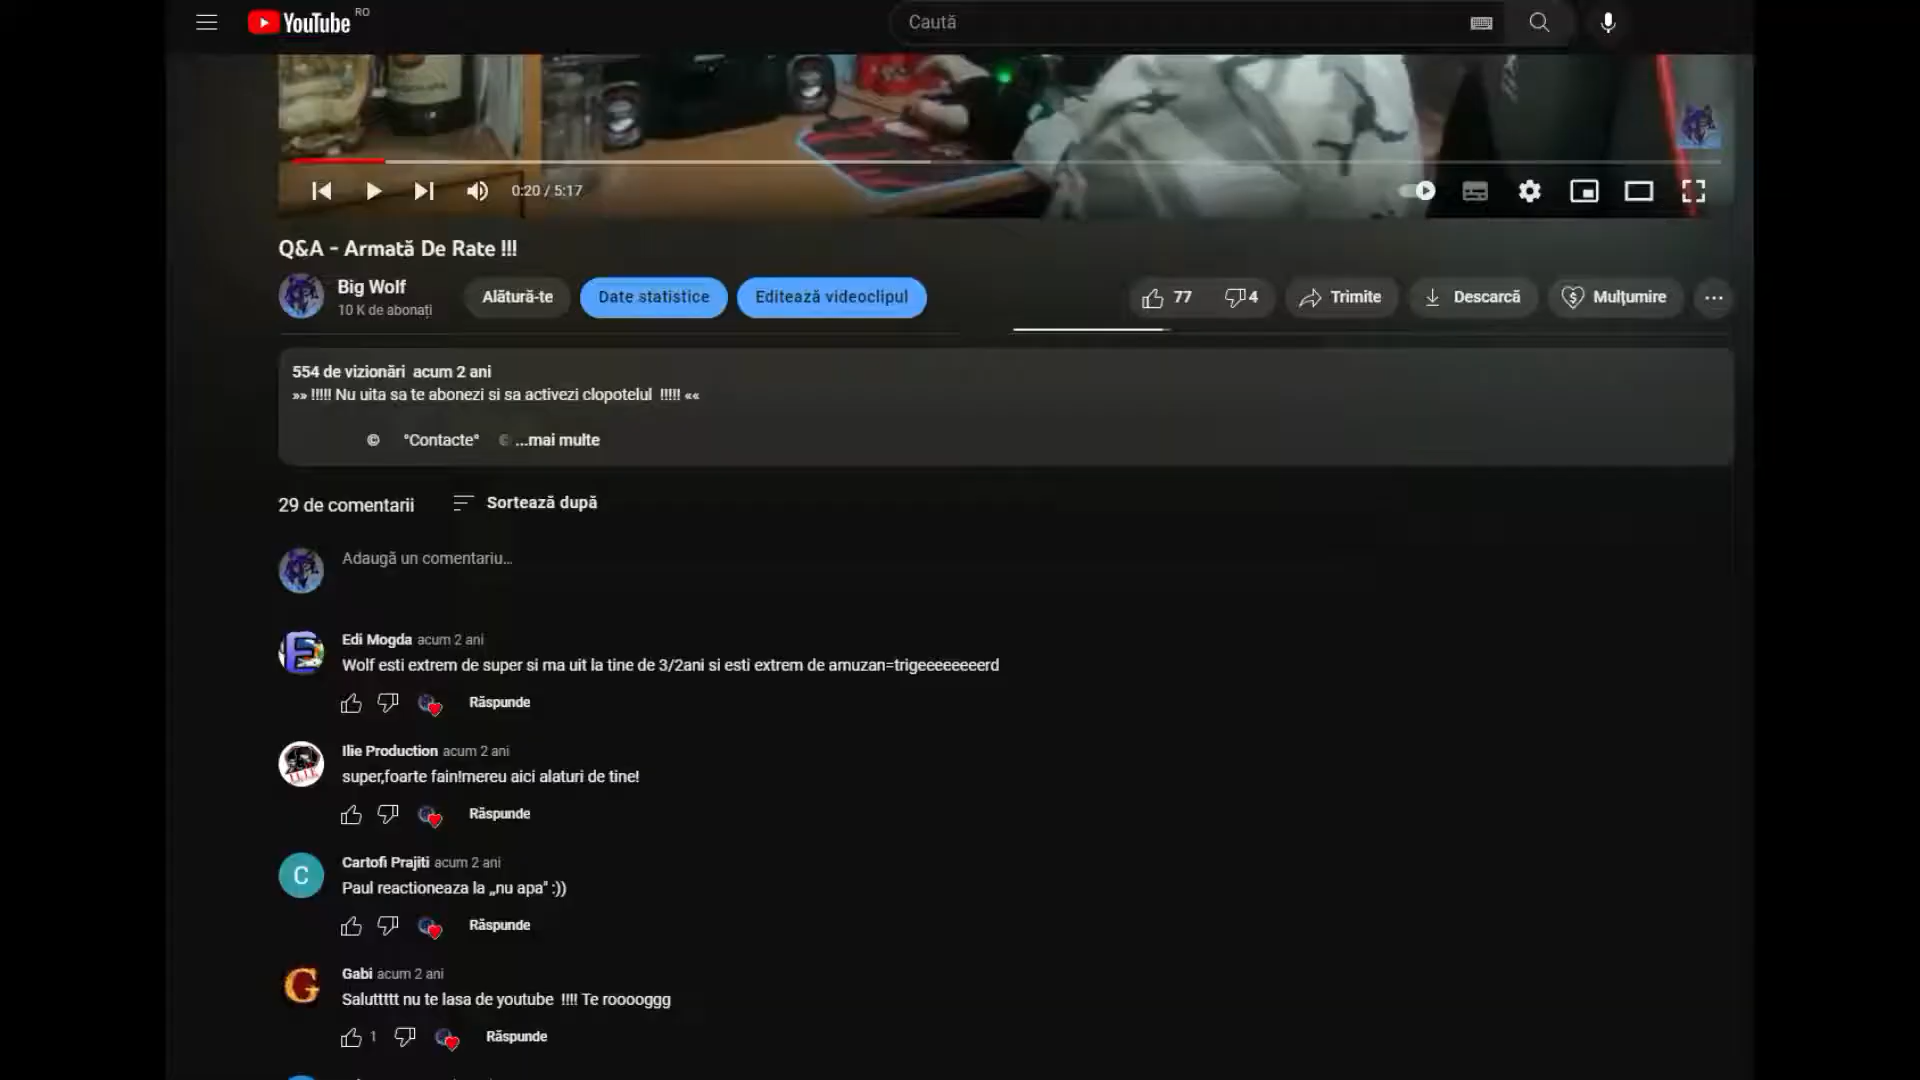 YouTube RO
Caută
0:20 / 5:17
Q&A - Armată De Rate !!!
Big Wolf
10 K de abonați
Alătură-te
Date statistice
Editează videoclipul
77
4
Trimite
Descarcă
Mulțumire
554 de vizionări acum 2 ani
»» !!!!! Nu uita sa te abonezi si sa activezi clopotelul !!!!! ««
© °Contacte° © ...mai multe
29 de comentarii
Sortează după
Adaugă un comentariu...
Edi Mogda acum 2 ani
Wolf esti extrem de super si ma uit la tine de 3/2ani si esti extrem de amuzan=trigeeeeeeeerd
Răspunde
Ilie Production acum 2 ani
super,foarte fain!mereu aici alaturi de tine!
Răspunde
C
Cartofi Prajiti acum 2 ani
Paul reactioneaza la „nu apa" :))
Răspunde
G
Gabi acum 2 ani
Saluttttt nu te lasa de youtube !!!! Te rooooggg
1
Răspunde